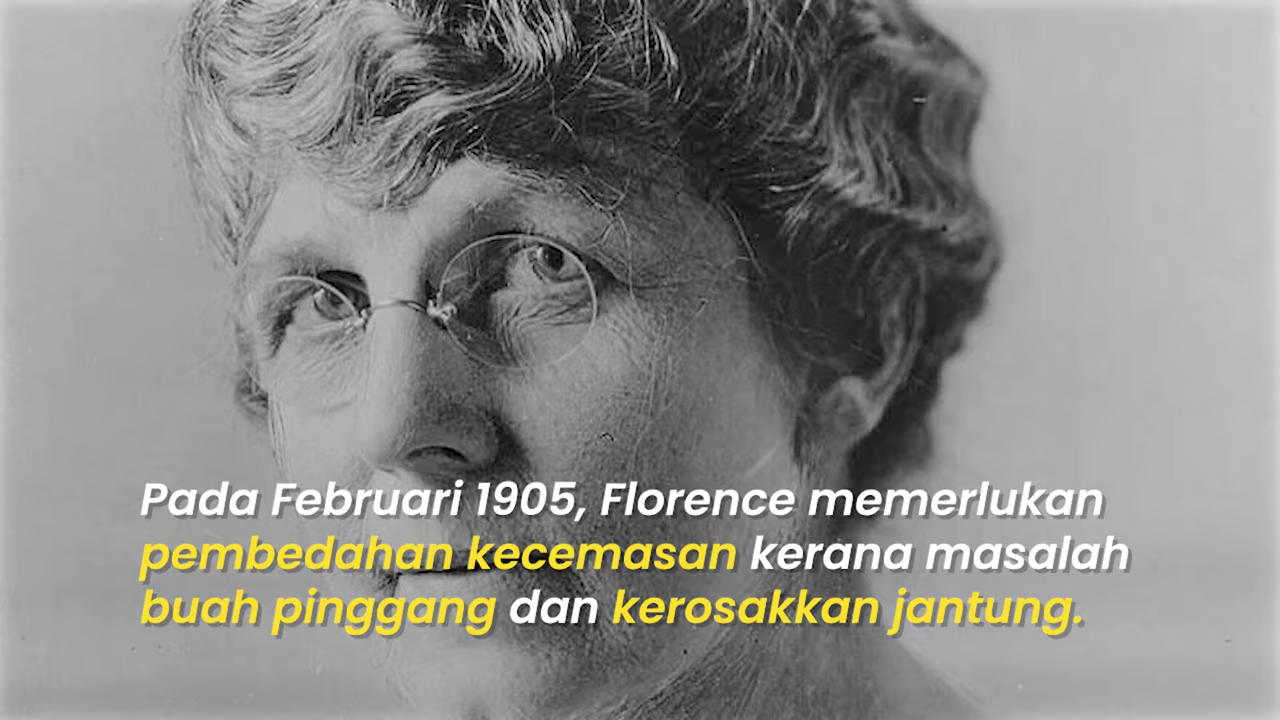 Pada Februari 1905, Florence memerlukan
pembedahan kecemasan kerana masalah
buah pinggang dan kerosakkan jantung.